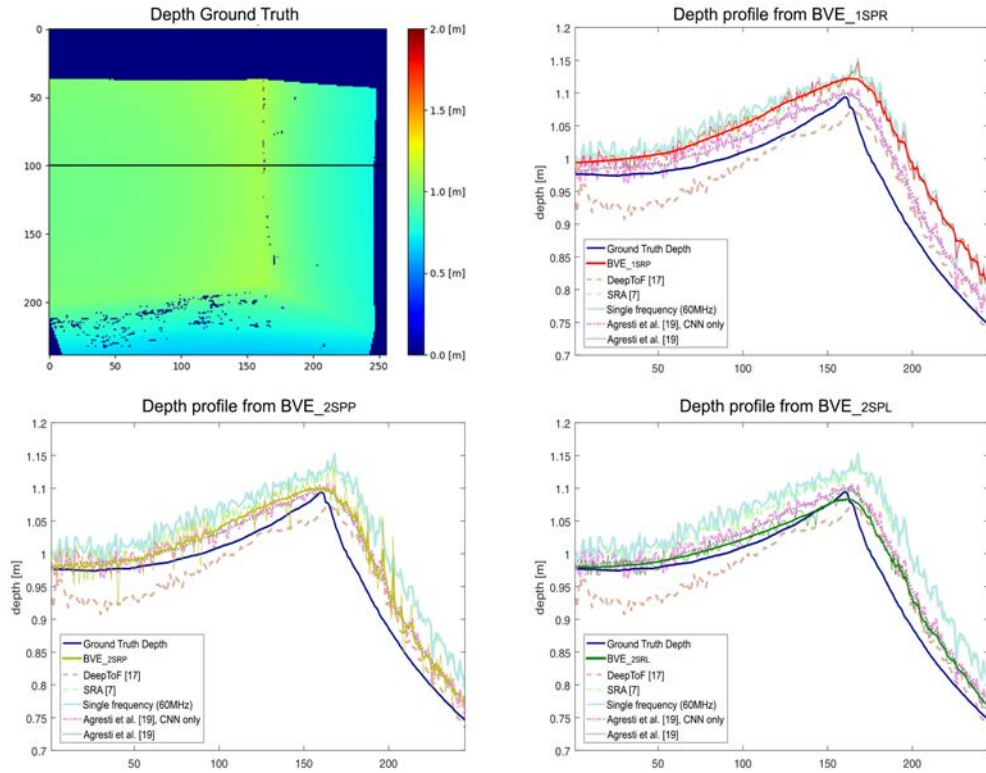 Depth Ground Truth
0
50
100
150
200
0
50
100
150
200
250
2.0 [m]
1.5 [m]
1.0 [m]
0.5 [m]
0.0 [m]
Depth profile from BVE_1SPR
1.2
1.15
1.1
1.05
1
0.95
0.9
0.85
0.8
0.75
0.7
depth [m]
50
100
150
200
Ground Truth Depth
BVE_1SRP
DeepToF [17]
SRA [7]
Single frequency (60MHz)
Agresti et al. [19], CNN only
Agresti et al. [19]
Depth profile from BVE_2SPP
1.2
1.15
1.1
1.05
1
0.95
0.9
0.85
0.8
0.75
0.7
depth [m]
50
100
150
200
Ground Truth Depth
BVE_2SRP
DeepToF [17]
SRA [7]
Single frequency (60MHz)
Agresti et al. [19], CNN only
Agresti et al. [19]
Depth profile from BVE_2SPL
1.2
1.15
1.1
1.05
1
0.95
0.9
0.85
0.8
0.75
0.7
depth [m]
50
100
150
200
Ground Truth Depth
BVE_2SRL
DeepToF [17]
SRA [7]
Single frequency (60MHz)
Agresti et al. [19], CNN only
Agresti et al. [19]